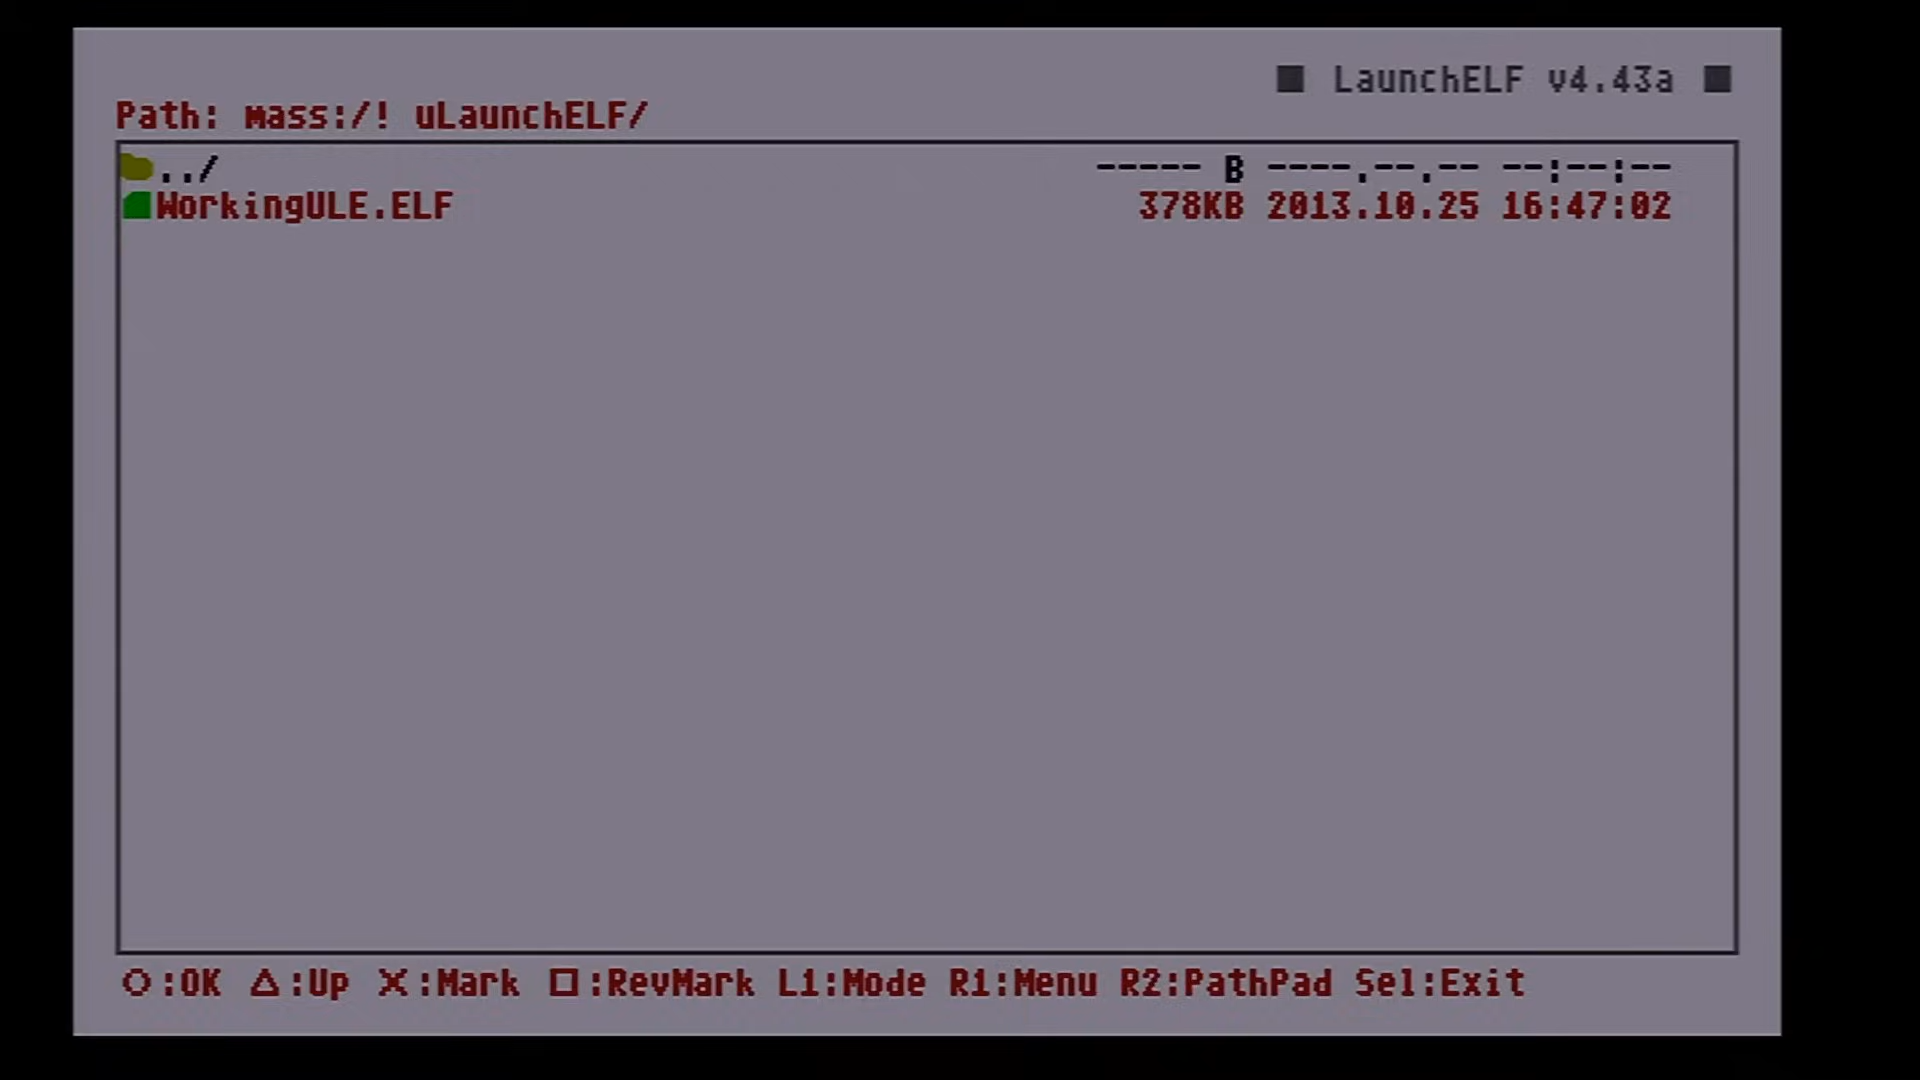 ■ LaunchELF v4.43a ■
Path: mass:/! uLaunchELF/
../ ----- B ----.--.-- --:--:--
WorkingULE.ELF 378KB 2013.10.25 16:47:02
○:OK △:Up ✕:Mark □:RevMark L1:Mode R1:Menu R2:PathPad Sel:Exit